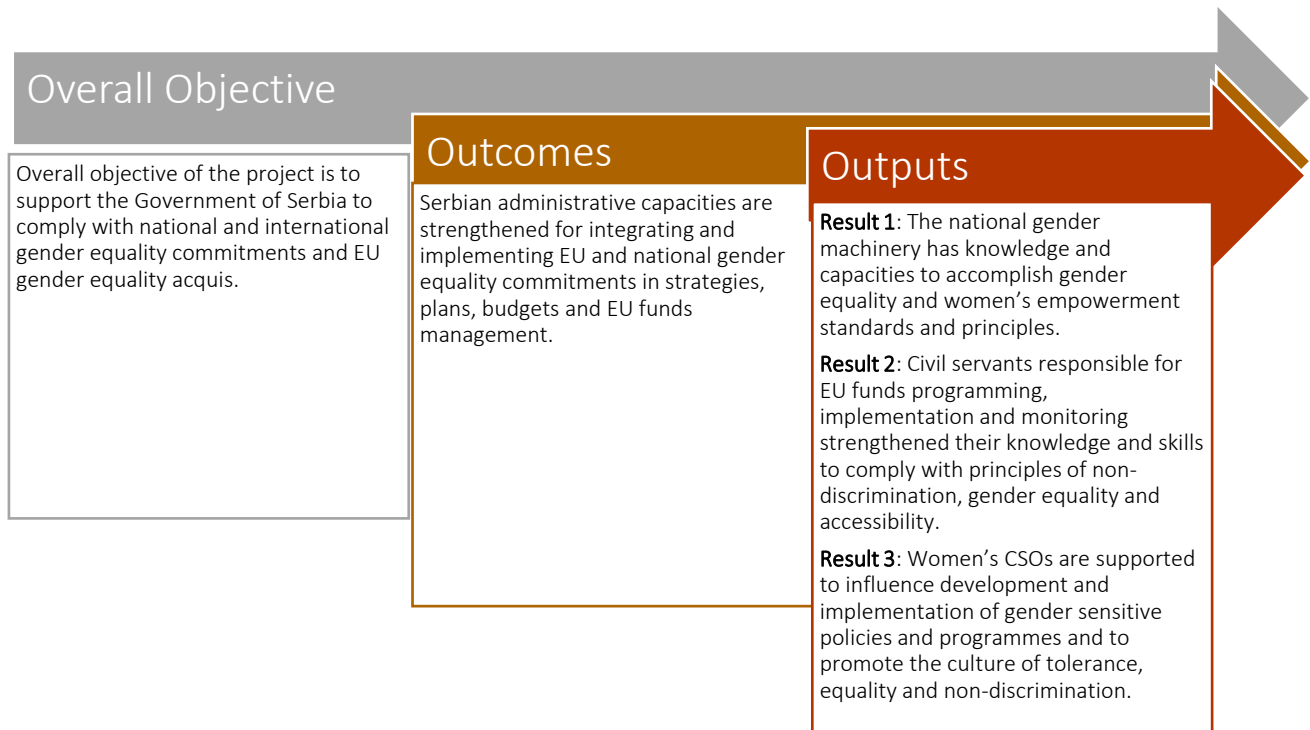 Overall Objective
Overall objective of the project is to
support the Government of Serbia to
comply with national and international
gender equality commitments and EU
gender equality acquis.
Outcomes
Serbian administrative capacities are
strengthened for integrating and
implementing EU and national gender
equality commitments in strategies,
plans, budgets and EU funds
management.
Outputs
Result 1: The national gender
machinery has knowledge and
capacities to accomplish gender
equality and women’s empowerment
standards and principles.
Result 2: Civil servants responsible for
EU funds programming,
implementation and monitoring
strengthened their knowledge and skills
to comply with principles of non-
discrimination, gender equality and
accessibility.
Result 3: Women’s CSOs are supported
to influence development and
implementation of gender sensitive
policies and programmes and to
promote the culture of tolerance,
equality and non-discrimination.